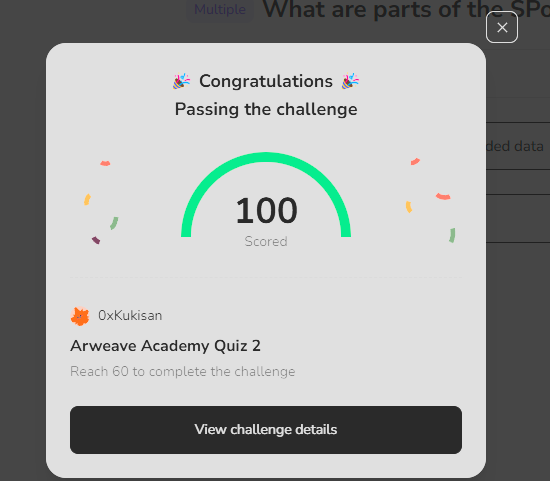 Multiple What are parts of the SPo
ded data
Congratulations
Passing the challenge
100
Scored
0xKukisan
Arweave Academy Quiz 2
Reach 60 to complete the challenge
View challenge details